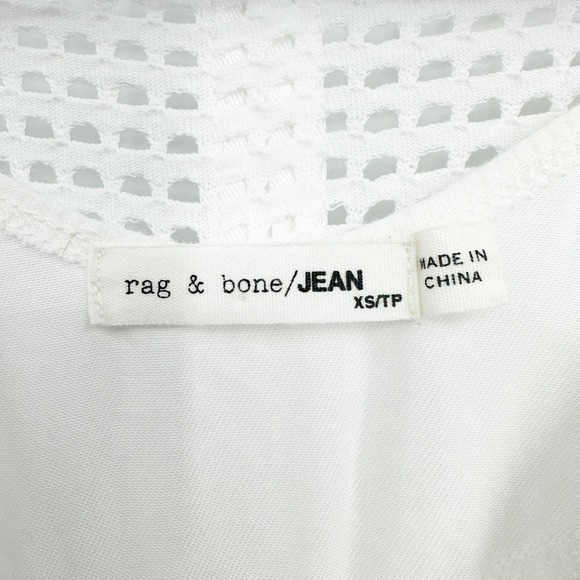 rag & bone/JEAN
XS/TP
MADE IN
CHINA